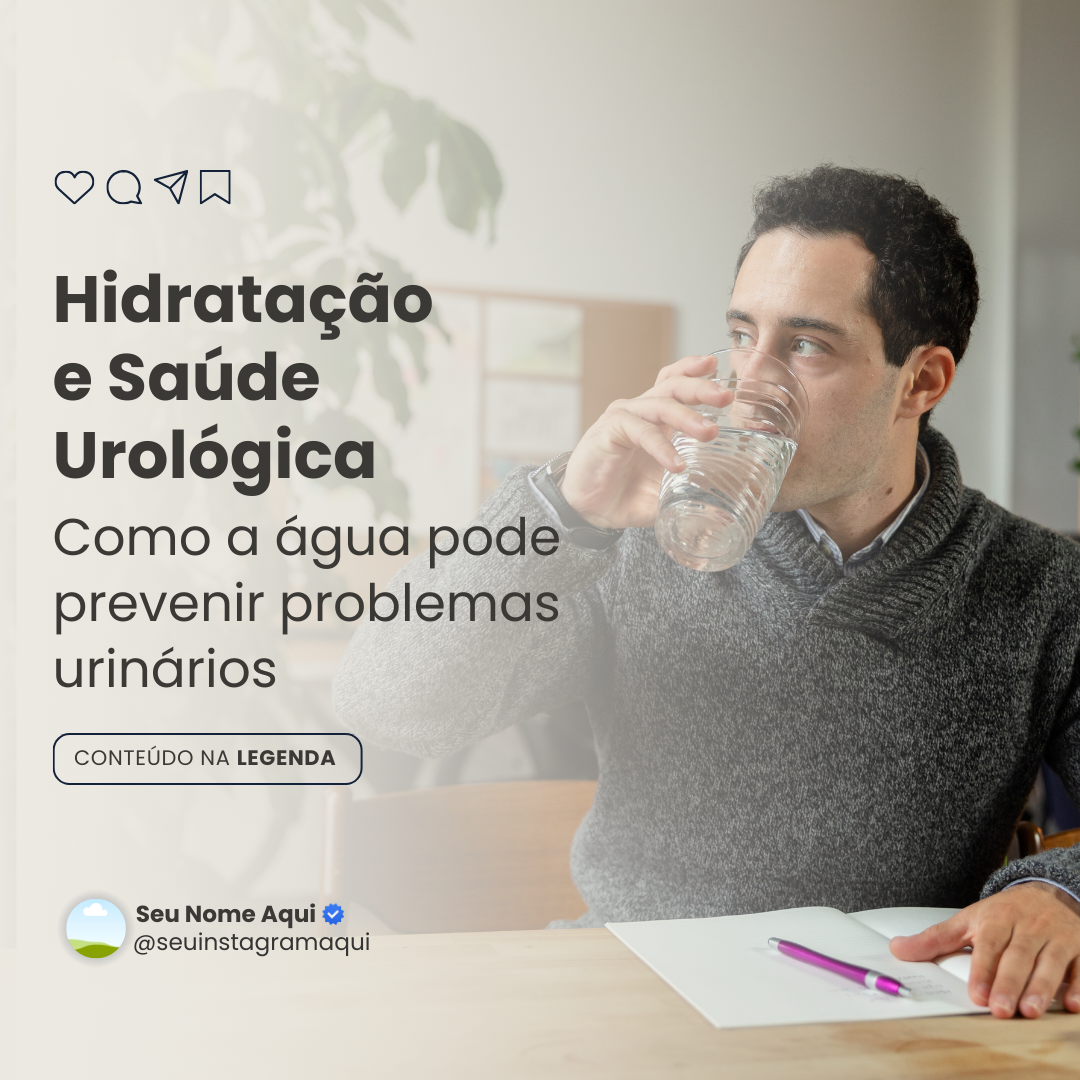 Hidratação
e Saúde
Urológica
Como a água pode
prevenir problemas
urinários
CONTEÚDO NA LEGENDA
Seu Nome Aqui
@seuinstagramaqui